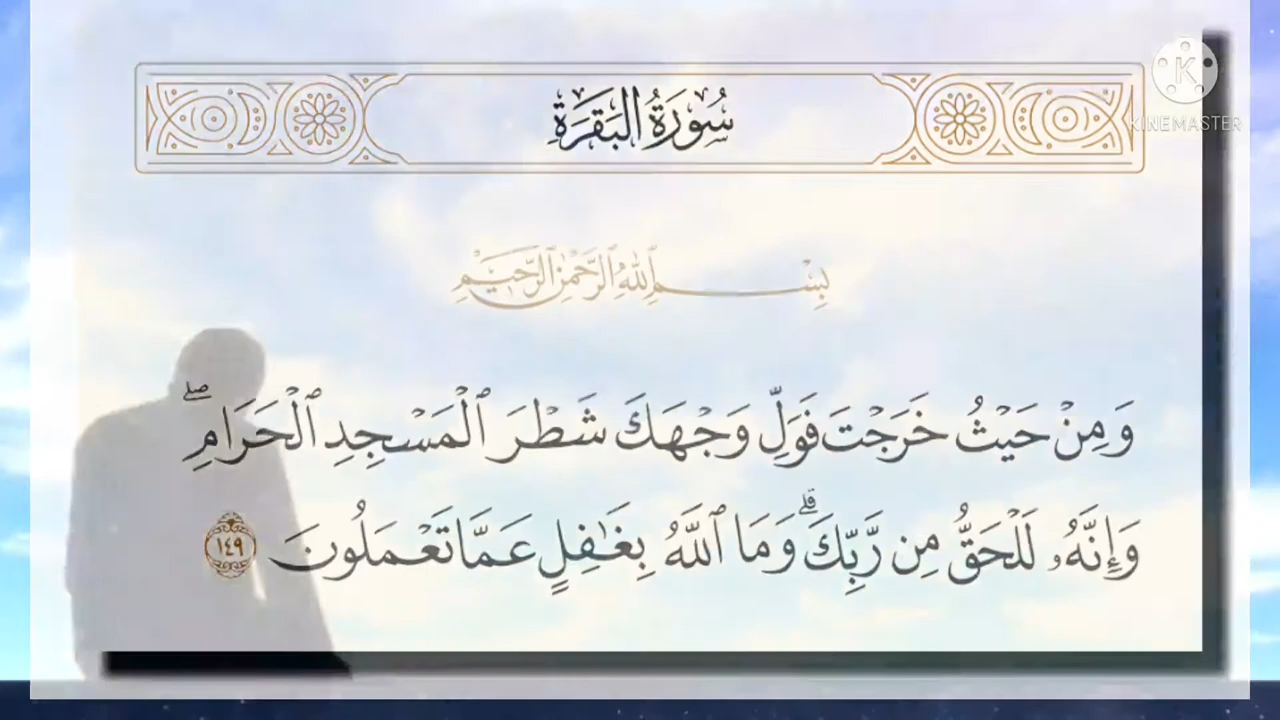 سُورَةُ البَقَرَةِ
KINEMASTER
بِسْمِ ٱللَّهِ ٱلرَّحْمَٰنِ ٱلرَّحِيمِ
وَمِنْ حَيْثُ خَرَجْتَ فَوَلِّ وَجْهَكَ شَطْرَ ٱلْمَسْجِدِ ٱلْحَرَامِ ۖ
وَإِنَّهُۥ لَلْحَقُّ مِن رَّبِّكَ ۗ وَمَا ٱللَّهُ بِغَٰفِلٍ عَمَّا تَعْمَلُونَ ١٤٩